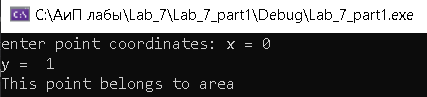 C:\АиП лабы\Lab_7\Lab_7_part1\Debug\Lab_7_part1.exe
enter point coordinates: x = 0
y =  1
This point belongs to area